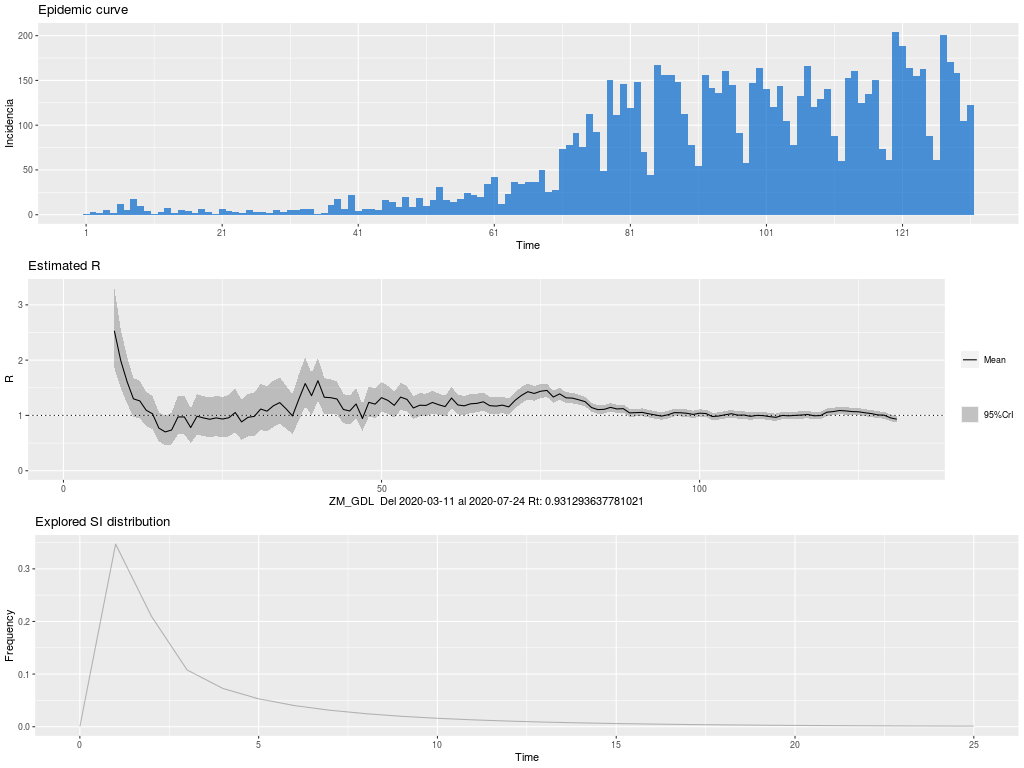 Epidemic curve
200
150
100
50
0
Incidencia
1 21 41 61 81 101 121
Time
Estimated R
3
2
1
0
R
Mean
95%CrI
0 50 100
ZM_GDL Del 2020-03-11 al 2020-07-24 Rt: 0.931293637781021
Explored SI distribution
0.3
0.2
0.1
0.0
Frequency
0 5 10 15 20 25
Time